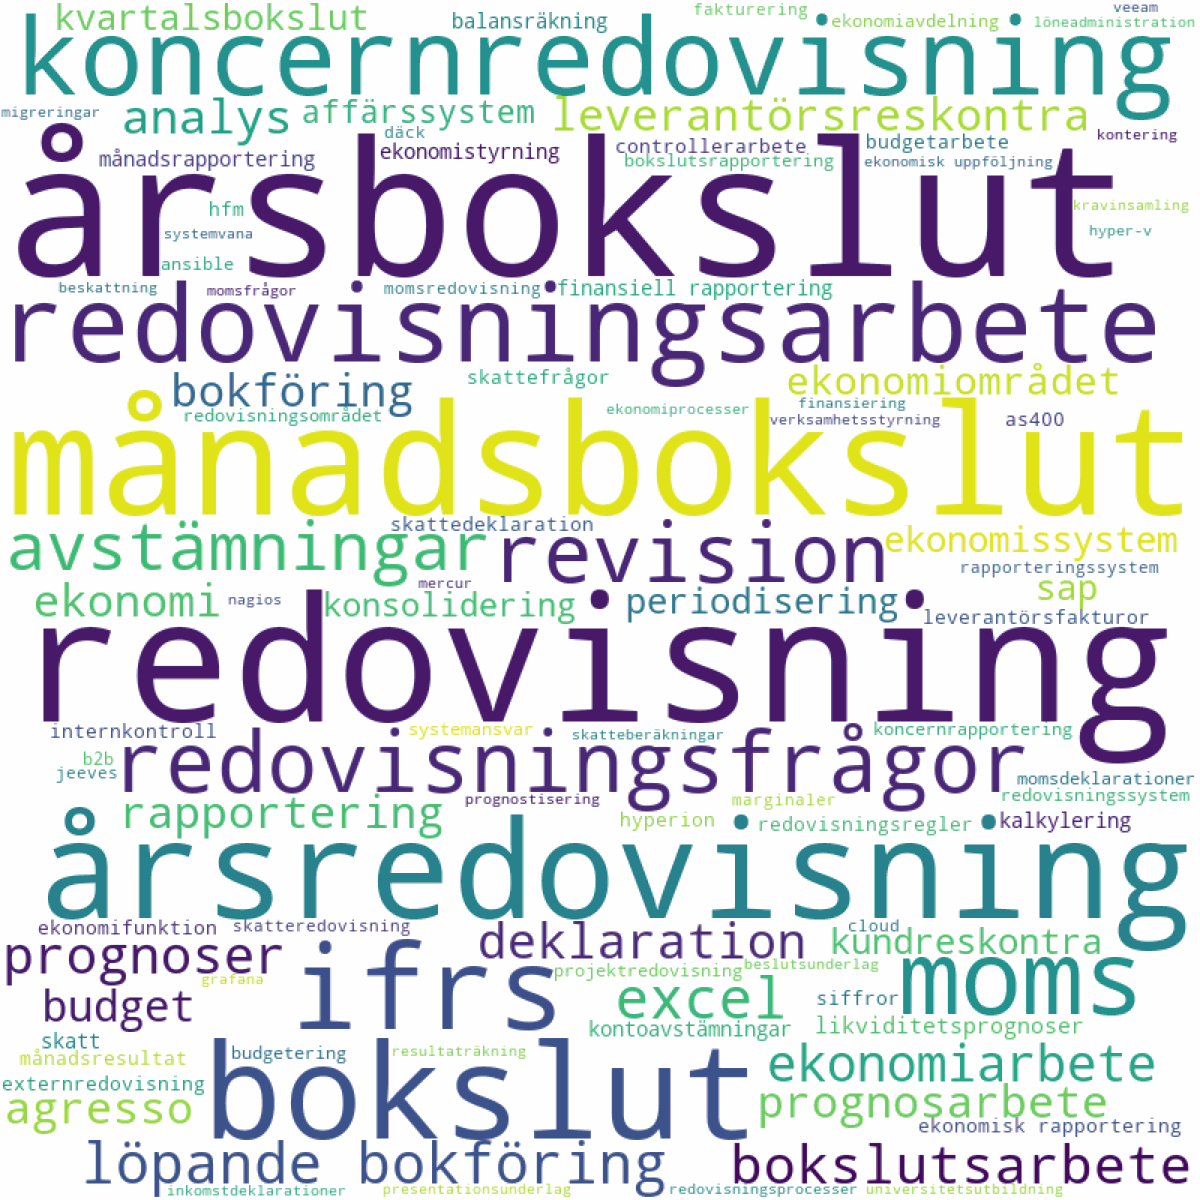 kvartalsbokslut
balansräkning
fakturering
ekonomiavdelning
veeam
löneadministration
koncernredovisning
migreringar
analys
affärssystem
leverantörsreskontra
däck
kontering
månadsrapportering
ekonomistyrning
controllerarbete
budgetarbete
bokslutsrapportering
ekonomisk uppföljning
årsbokslut
hfm
kravinsamling
systemvana
hyper-v
ansible
beskattning
momsfrågor
momsredovisning
finansiell rapportering
redovisningsarbete
bokföring
skattefrågor
ekonomiområdet
redovisningsområdet
ekonomiprocesser
finansiering
verksamhetsstyrning
as400
månadsbokslut
skattedeklaration
avstämningar
revision
ekonomissystem
rapporteringssystem
mercur
sap
ekonomi
nagios
konsolidering
periodisering
leverantörsfakturor
redovisning
internkontroll
systemansvar
skatteberäkningar
koncernrapportering
b2b
jeeves
redovisningsfrågor
momsdeklarationer
redovisningssystem
rapportering
prognostisering
marginaler
hyperion
redovisningsregler
kalkylering
årsredovisning
ekonomifunktion
skatteredovisning
cloud
prognoser
deklaration
kundreskontra
grafana
ifrs
projektredovisning
beslutsunderlag
moms
budget
excel
siffror
skatt
kontoavstämningar
likviditetsprognoser
månadsresultat
budgetering
resultaträkning
bokslut
ekonomiarbete
externredovisning
agresso
prognosarbete
ekonomisk rapportering
löpande bokföring
bokslutsarbete
inkomstdeklarationer
presentationsunderlag
redovisningsprocesser
universitetsutbildning